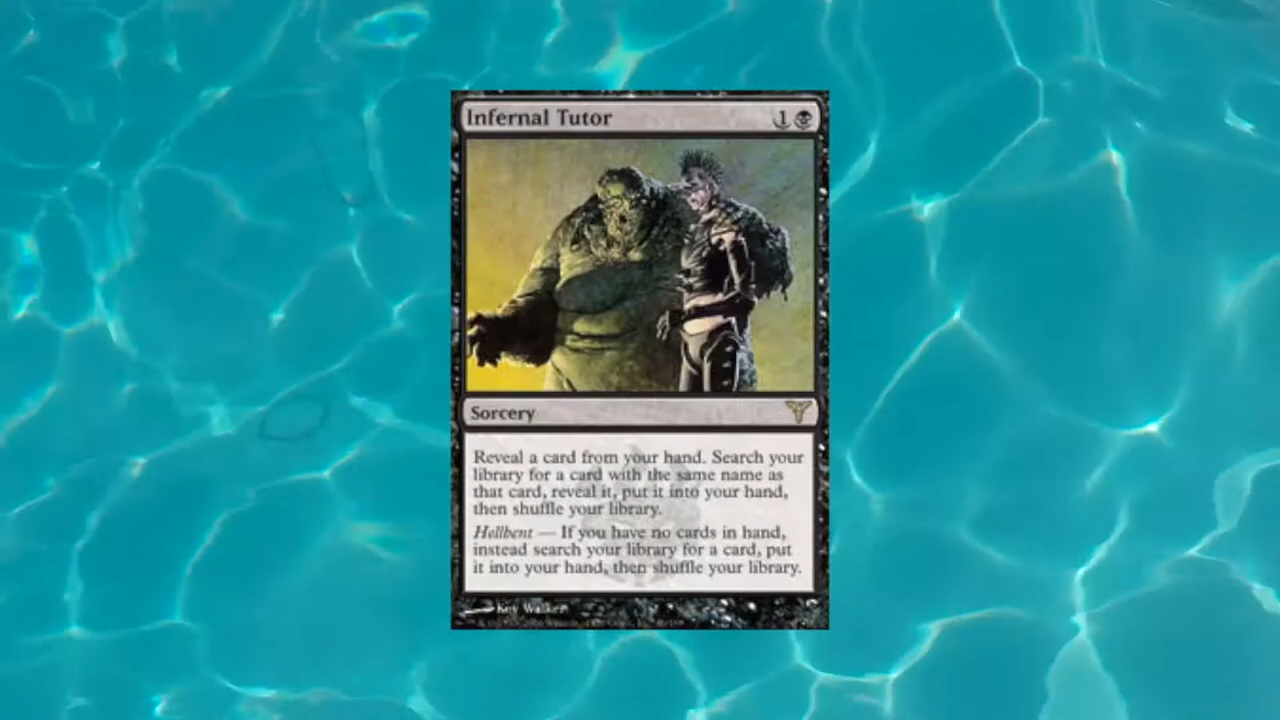 Infernal Tutor 1
Sorcery
Reveal a card from your hand. Search your
library for a card with the same name as
that card, reveal it, put it into your hand,
then shuffle your library.
Hellbent — If you have no cards in hand,
instead search your library for a card, put
it into your hand, then shuffle your library.
Kev Walker